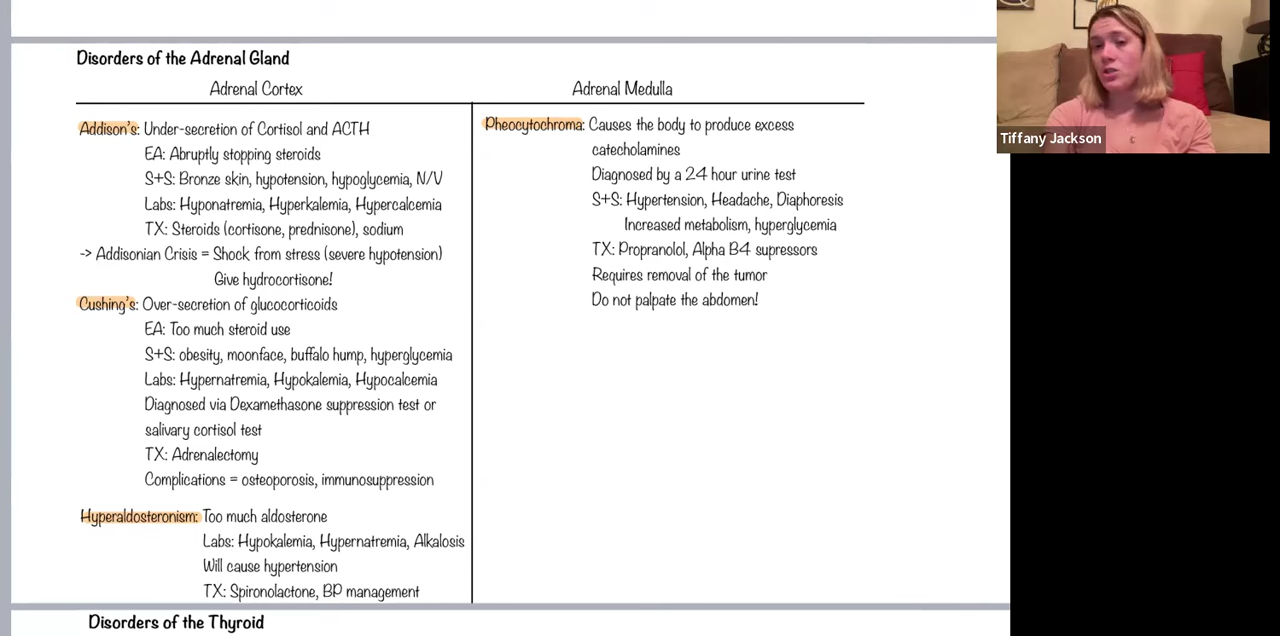 Disorders of the Adrenal Gland
Adrenal Cortex
Addison's: Under-secretion of Cortisol and ACTH
EA: Abruptly stopping steroids
S+S: Bronze skin, hypotension, hypoglycemia, N/V
Labs: Hyponatremia, Hyperkalemia, Hypercalcemia
TX: Steroids (cortisone, prednisone), sodium
-> Addisonian Crisis = Shock from stress (severe hypotension)
Give hydrocortisone!
Cushing's: Over-secretion of glucocorticoids
EA: Too much steroid use
S+S: obesity, moonface, buffalo hump, hyperglycemia
Labs: Hypernatremia, Hypokalemia, Hypocalcemia
Diagnosed via Dexamethasone suppression test or
salivary cortisol test
TX: Adrenalectomy
Complications = osteoporosis, immunosuppression
Hyperaldosteronism: Too much aldosterone
Labs: Hypokalemia, Hypernatremia, Alkalosis
Will cause hypertension
TX: Spironolactone, BP management
Adrenal Medulla
Pheocytochroma: Causes the body to produce excess
catecholamines
Diagnosed by a 24 hour urine test
S+S: Hypertension, Headache, Diaphoresis
Increased metabolism, hyperglycemia
TX: Propranolol, Alpha B4 supressors
Requires removal of the tumor
Do not palpate the abdomen!
Disorders of the Thyroid
Tiffany Jackson